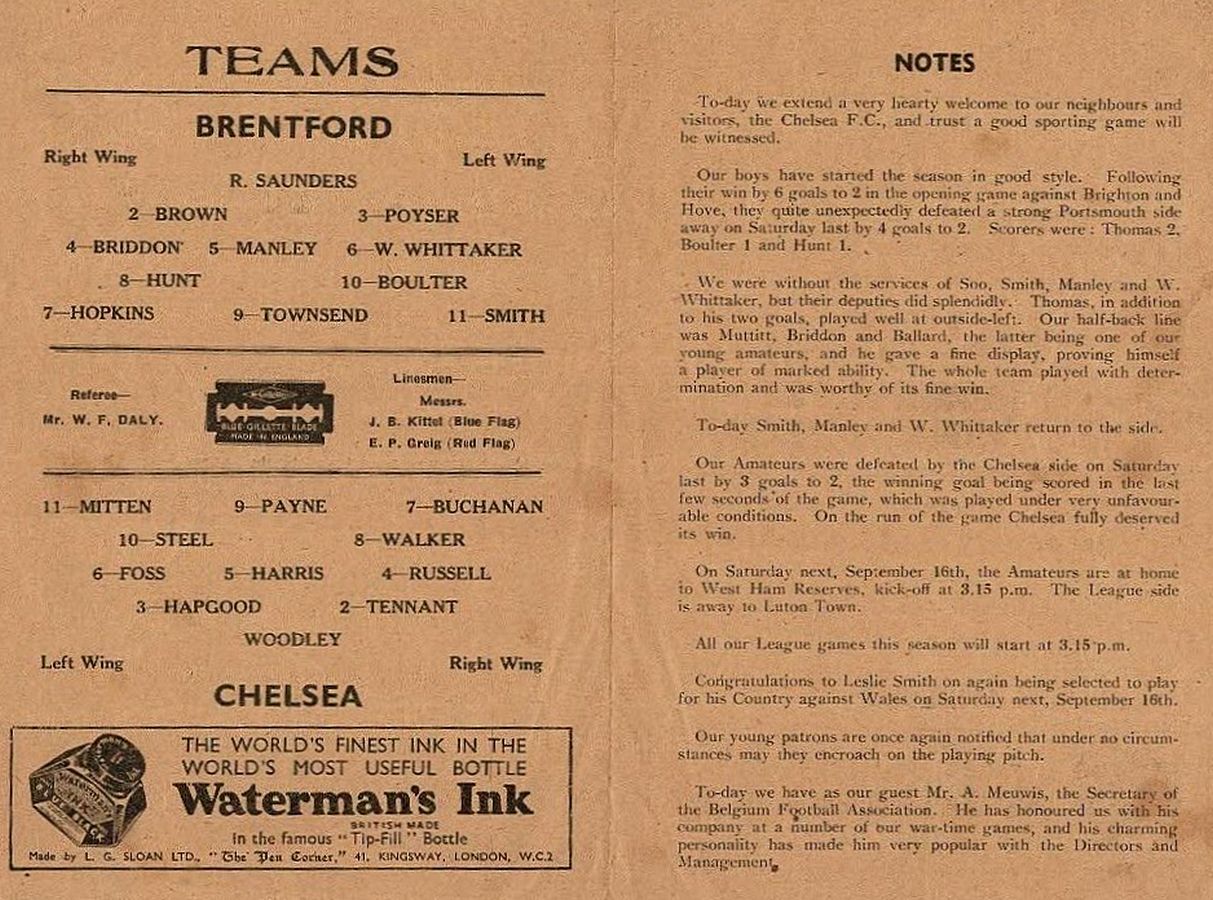 TEAMS
BRENTFORD
Right Wing Left Wing
R. SAUNDERS
2—BROWN 3—POYSER
4—BRIDDON 5—MANLEY 6—W. WHITTAKER
8—HUNT 10—BOULTER
7—HOPKINS 9—TOWNSEND 11—SMITH
Referee—
Mr. W. F. DALY.
BLUE GILLETTE BLADE
MADE IN ENGLAND
Linesmen—
Messrs.
J. B. Kittel (Blue Flag)
E. P. Greig (Red Flag)
11—MITTEN 9—PAYNE 7—BUCHANAN
10—STEEL 8—WALKER
6—FOSS 5—HARRIS 4—RUSSELL
3—HAPGOOD 2—TENNANT
WOODLEY
Left Wing Right Wing
CHELSEA
THE WORLD'S FINEST INK IN THE
WORLD'S MOST USEFUL BOTTLE
Waterman's Ink
BRITISH MADE
in the famous "Tip-Fill" Bottle
Made by L. G. SLOAN LTD., "The Pen Corner," 41, KINGSWAY, LONDON, W.C.2
NOTES
To-day we extend a very hearty welcome to our neighbours and
visitors, the Chelsea F.C., and trust a good sporting game will
be witnessed.
Our boys have started the season in good style. Following
their win by 6 goals to 2 in the opening game against Brighton and
Hove, they quite unexpectedly defeated a strong Portsmouth side
away on Saturday last by 4 goals to 2. Scorers were: Thomas 2,
Boulter 1 and Hunt 1.
We were without the services of Soo, Smith, Manley and W.
Whittaker, but their deputies did splendidly. Thomas, in addition
to his two goals, played well at outside-left. Our half-back line
was Muttitt, Briddon and Ballard, the latter being one of our
young amateurs, and he gave a fine display, proving himself
a player of marked ability. The whole team played with deter-
mination and was worthy of its fine win.
To-day Smith, Manley and W. Whittaker return to the side.
Our Amateurs were defeated by the Chelsea side on Saturday
last by 3 goals to 2, the winning goal being scored in the last
few seconds of the game, which was played under very unfavour-
able conditions. On the run of the game Chelsea fully deserved
its win.
On Saturday next, September 16th, the Amateurs are at home
to West Ham Reserves, kick-off at 3.15 p.m. The League side
is away to Luton Town.
All our League games this season will start at 3.15 p.m.
Congratulations to Leslie Smith on again being selected to play
for his Country against Wales on Saturday next, September 16th.
Our young patrons are once again notified that under no circum-
stances may they encroach on the playing pitch.
To-day we have as our guest Mr. A. Meuwis, the Secretary of
the Belgium Football Association. He has honoured us with his
company at a number of our war-time games, and his charming
personality has made him very popular with the Directors and
Management.